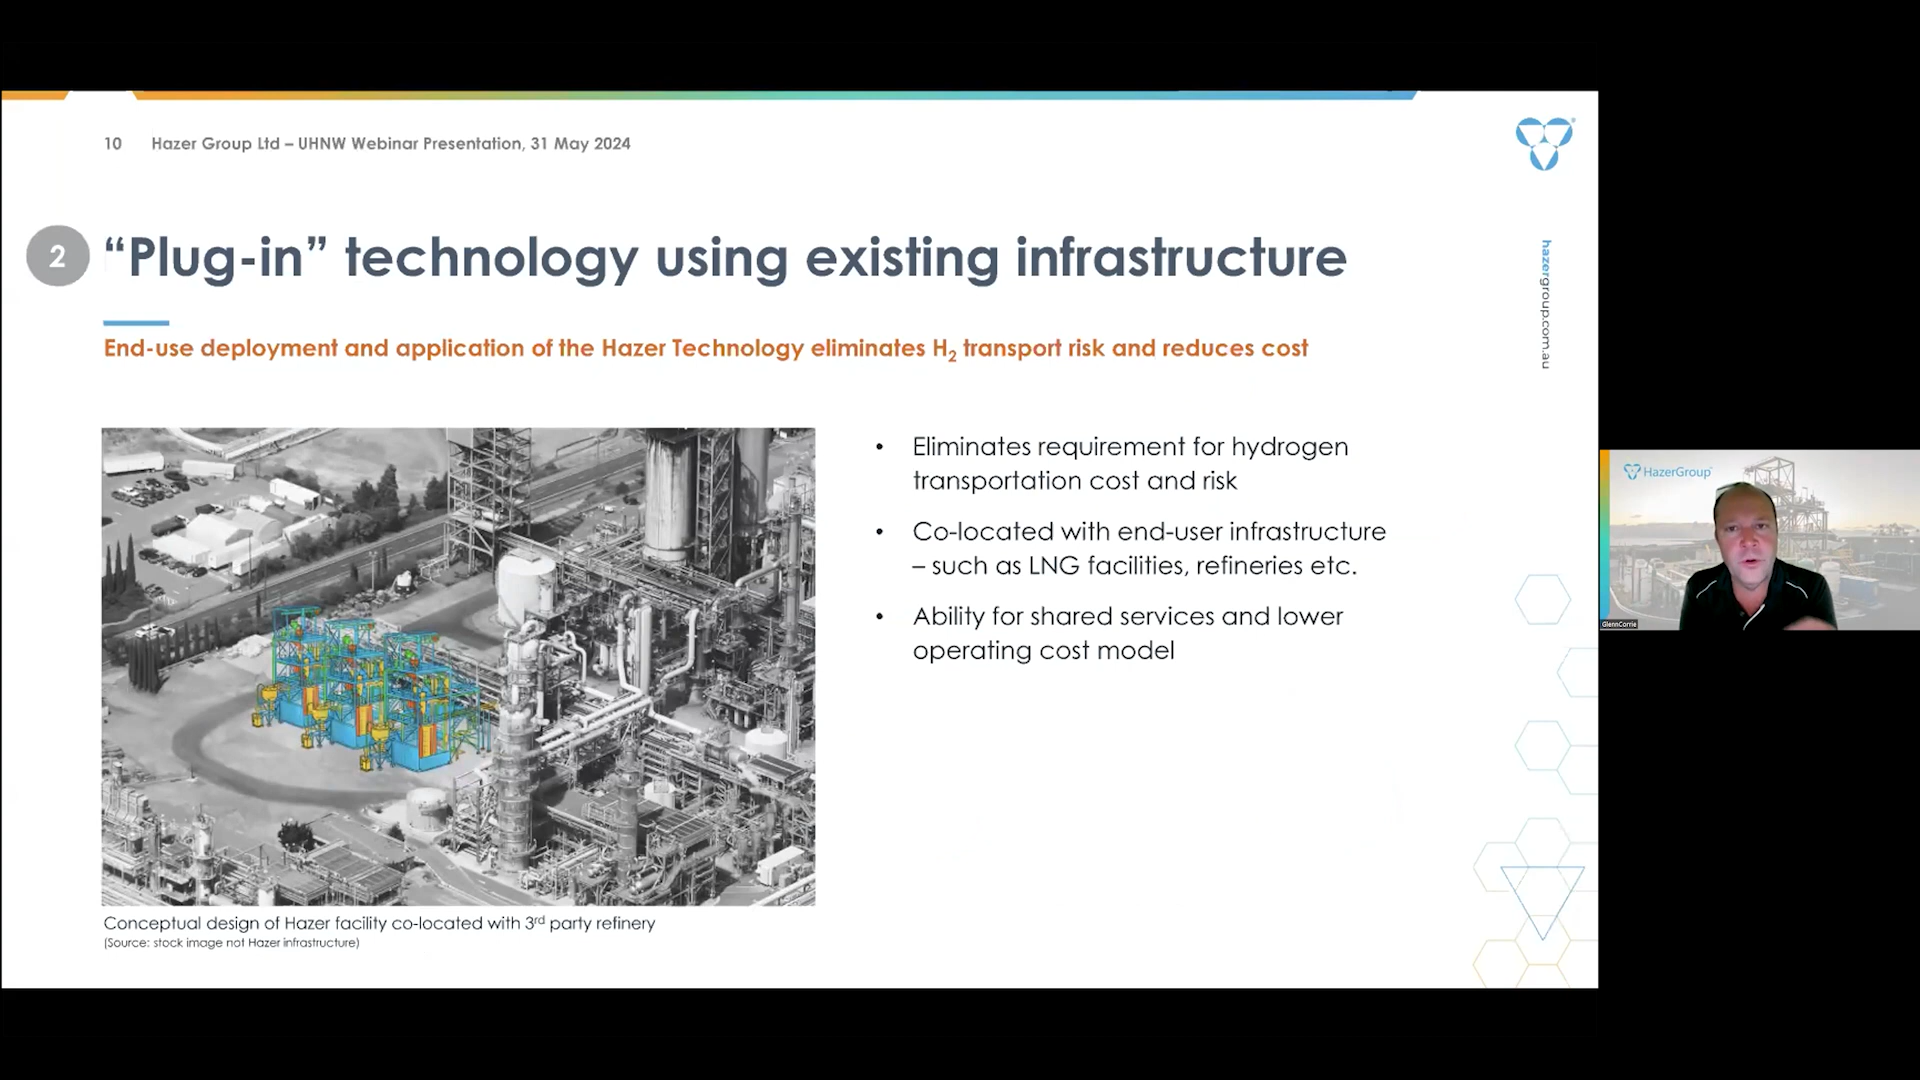 10 Hazer Group Ltd – UHNW Webinar Presentation, 31 May 2024
hazergroup.com.au
2
“Plug-in” technology using existing infrastructure
End-use deployment and application of the Hazer Technology eliminates H2 transport risk and reduces cost
• Eliminates requirement for hydrogen
transportation cost and risk
• Co-located with end-user infrastructure
– such as LNG facilities, refineries etc.
• Ability for shared services and lower
operating cost model
Conceptual design of Hazer facility co-located with 3rd party refinery
(Source: stock image not Hazer infrastructure)
HazerGroup
GlennCorrie